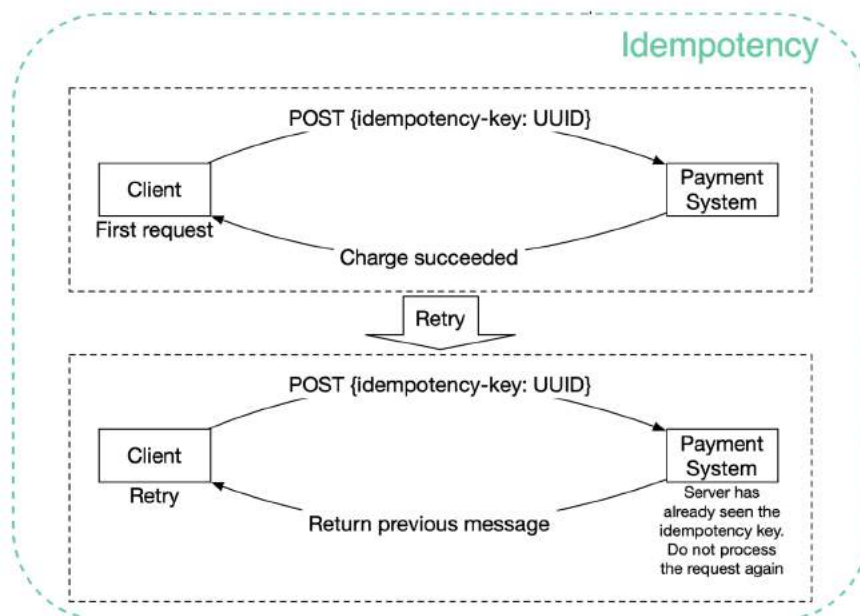 Idempotency
POST {idempotency-key: UUID}
Client
Payment
System
First request
Charge succeeded
Retry
POST {idempotency-key: UUID}
Client
Payment
System
Retry
Server has
already seen the
idempotency key.
Do not process
the request again
Return previous message